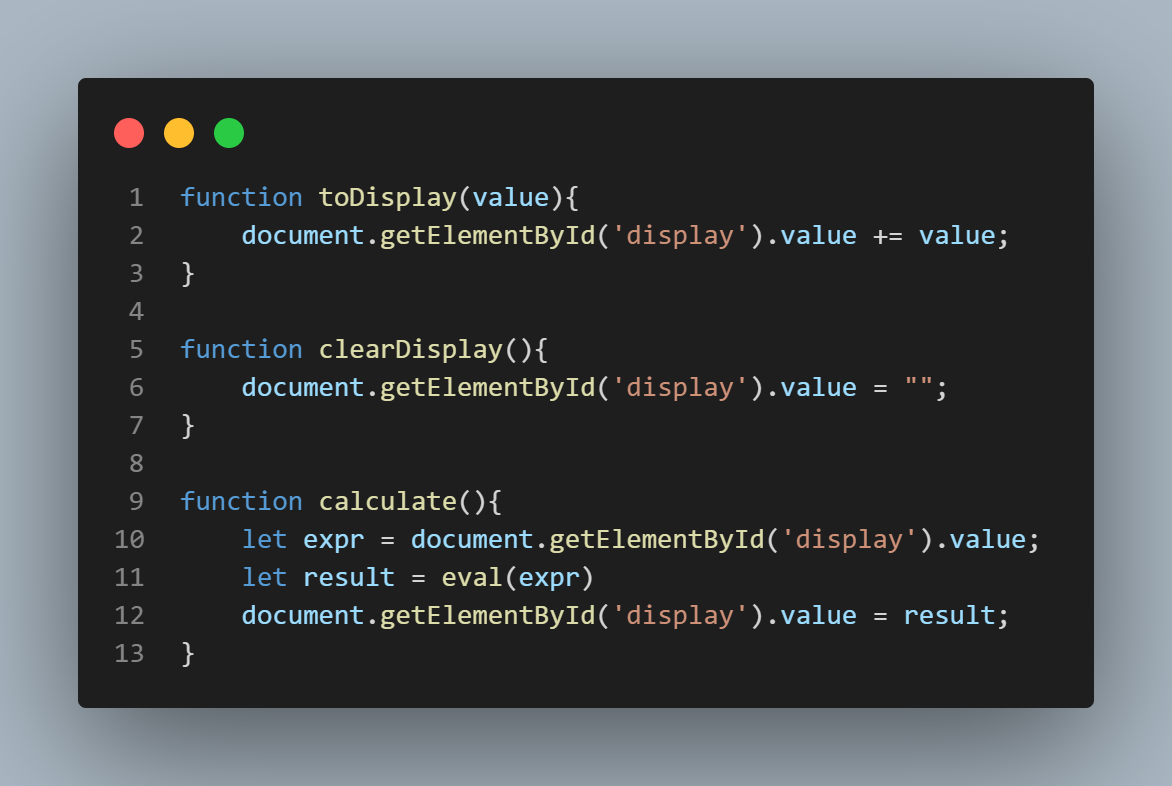 1 function toDisplay(value){
2     document.getElementById('display').value += value;
3 }
4
5 function clearDisplay(){
6     document.getElementById('display').value = "";
7 }
8
9 function calculate(){
10     let expr = document.getElementById('display').value;
11     let result = eval(expr)
12     document.getElementById('display').value = result;
13 }